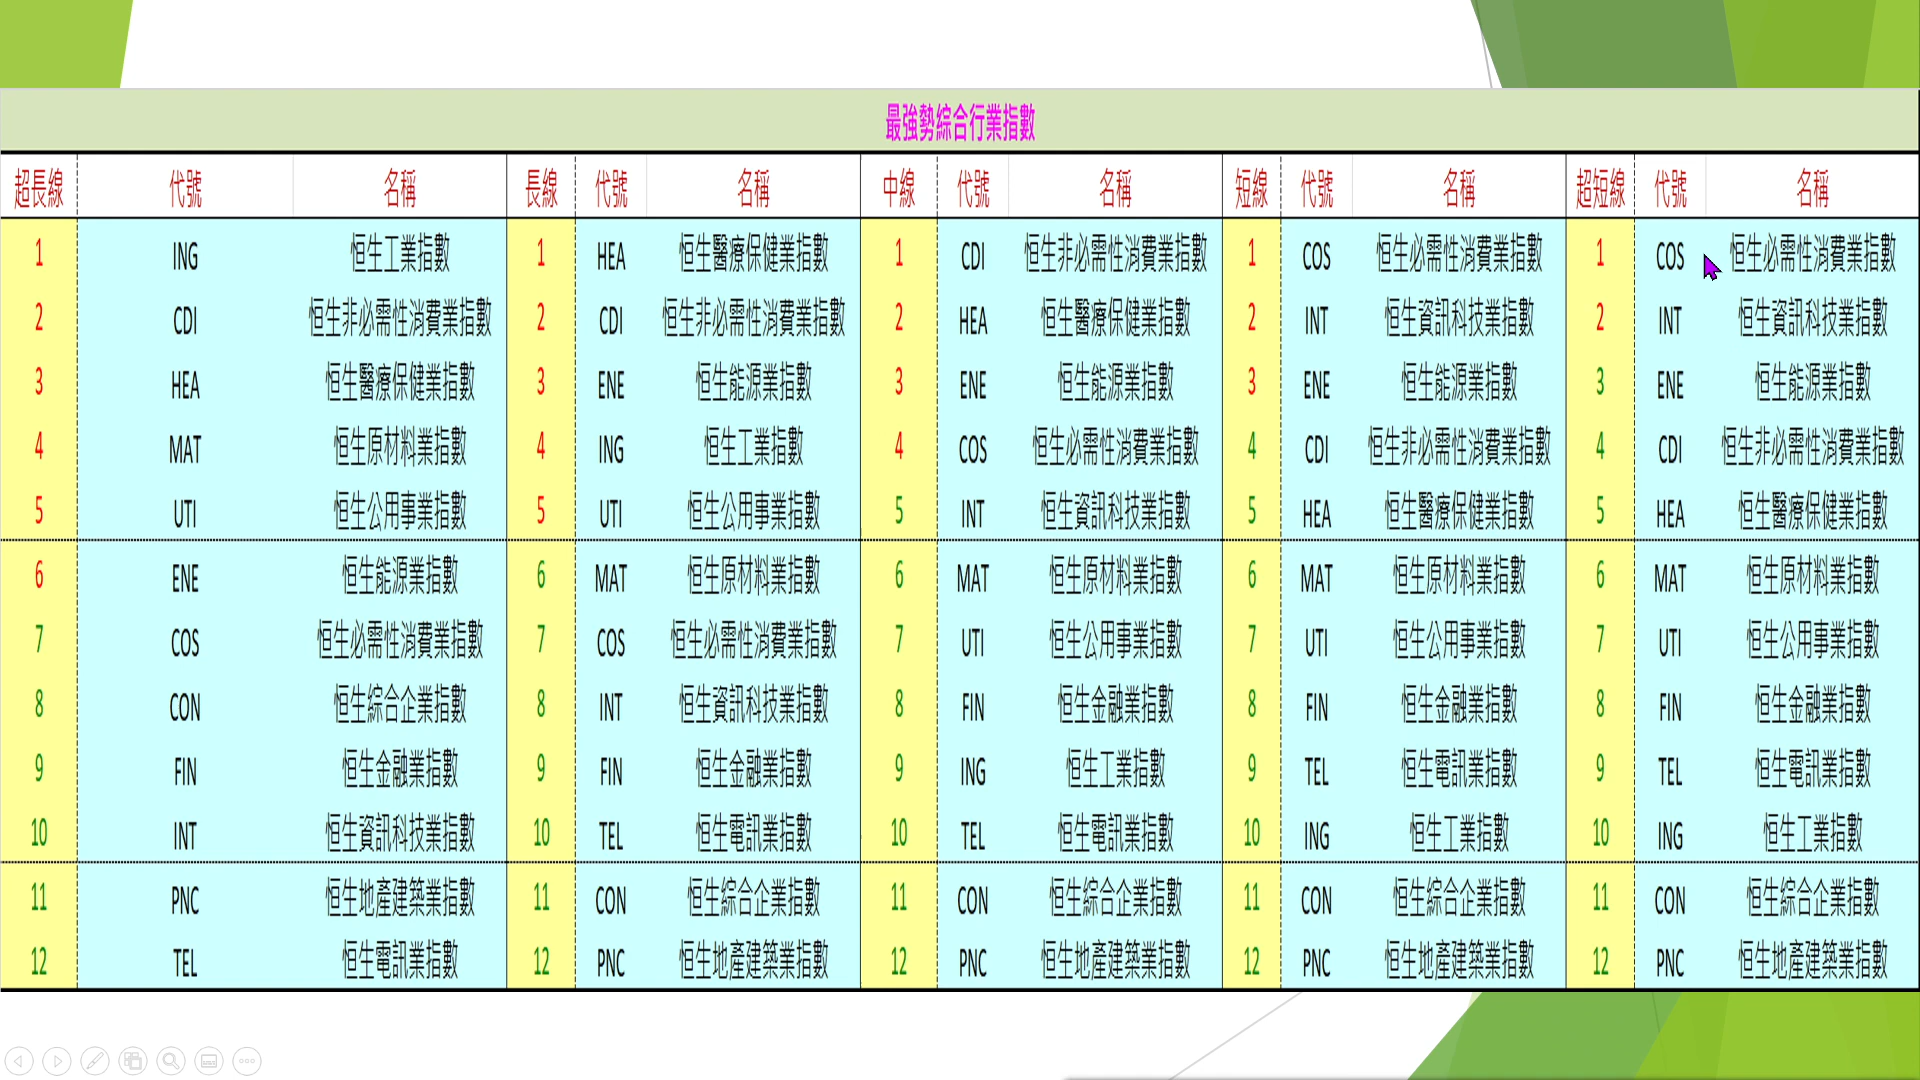 最強勢綜合行業指數
超長線 代號 名稱 長線 代號 名稱 中線 代號 名稱 短線 代號 名稱 超短線 代號 名稱
1 ING 恒生工業指數 1 HEA 恒生醫療保健業指數 1 CDI 恒生非必需性消費業指數 1 COS 恒生必需性消費業指數 1 COS 恒生必需性消費業指數
2 CDI 恒生非必需性消費業指數 2 CDI 恒生非必需性消費業指數 2 HEA 恒生醫療保健業指數 2 INT 恒生資訊科技業指數 2 INT 恒生資訊科技業指數
3 HEA 恒生醫療保健業指數 3 ENE 恒生能源業指數 3 ENE 恒生能源業指數 3 ENE 恒生能源業指數 3 ENE 恒生能源業指數
4 MAT 恒生原材料業指數 4 ING 恒生工業指數 4 COS 恒生必需性消費業指數 4 CDI 恒生非必需性消費業指數 4 CDI 恒生非必需性消費業指數
5 UTI 恒生公用事業指數 5 UTI 恒生公用事業指數 5 INT 恒生資訊科技業指數 5 HEA 恒生醫療保健業指數 5 HEA 恒生醫療保健業指數
6 ENE 恒生能源業指數 6 MAT 恒生原材料業指數 6 MAT 恒生原材料業指數 6 MAT 恒生原材料業指數 6 MAT 恒生原材料業指數
7 COS 恒生必需性消費業指數 7 COS 恒生必需性消費業指數 7 UTI 恒生公用事業指數 7 UTI 恒生公用事業指數 7 UTI 恒生公用事業指數
8 CON 恒生綜合企業指數 8 INT 恒生資訊科技業指數 8 FIN 恒生金融業指數 8 FIN 恒生金融業指數 8 FIN 恒生金融業指數
9 FIN 恒生金融業指數 9 FIN 恒生金融業指數 9 ING 恒生工業指數 9 TEL 恒生電訊業指數 9 TEL 恒生電訊業指數
10 INT 恒生資訊科技業指數 10 TEL 恒生電訊業指數 10 TEL 恒生電訊業指數 10 ING 恒生工業指數 10 ING 恒生工業指數
11 PNC 恒生地產建築業指數 11 CON 恒生綜合企業指數 11 CON 恒生綜合企業指數 11 CON 恒生綜合企業指數 11 CON 恒生綜合企業指數
12 TEL 恒生電訊業指數 12 PNC 恒生地產建築業指數 12 PNC 恒生地產建築業指數 12 PNC 恒生地產建築業指數 12 PNC 恒生地產建築業指數